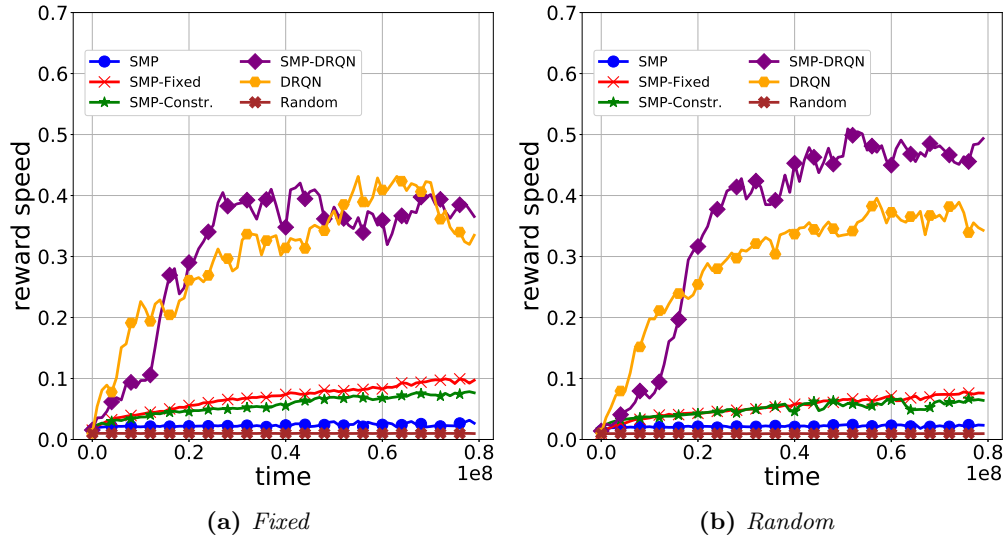 0.7
0.6
0.5
0.4
0.3
0.2
0.1
0.0
reward speed
SMP
SMP-Fixed
SMP-Constr.
SMP-DRQN
DRQN
Random
0.0 0.2 0.4 0.6 0.8
1e8
time
(a) Fixed
0.7
0.6
0.5
0.4
0.3
0.2
0.1
0.0
reward speed
SMP
SMP-Fixed
SMP-Constr.
SMP-DRQN
DRQN
Random
0.0 0.2 0.4 0.6 0.8
1e8
time
(b) Random